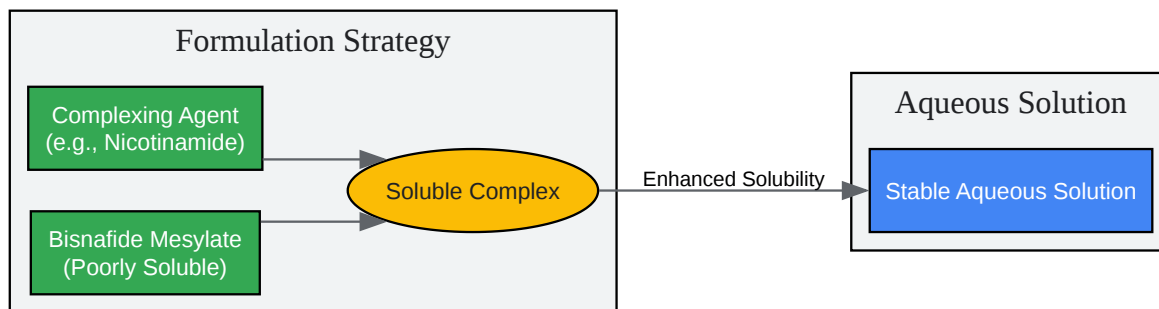 Formulation Strategy
Complexing Agent
(e.g., Nicotinamide)
Bisnafide Mesylate
(Poorly Soluble)
Soluble Complex
Enhanced Solubility
Aqueous Solution
Stable Aqueous Solution